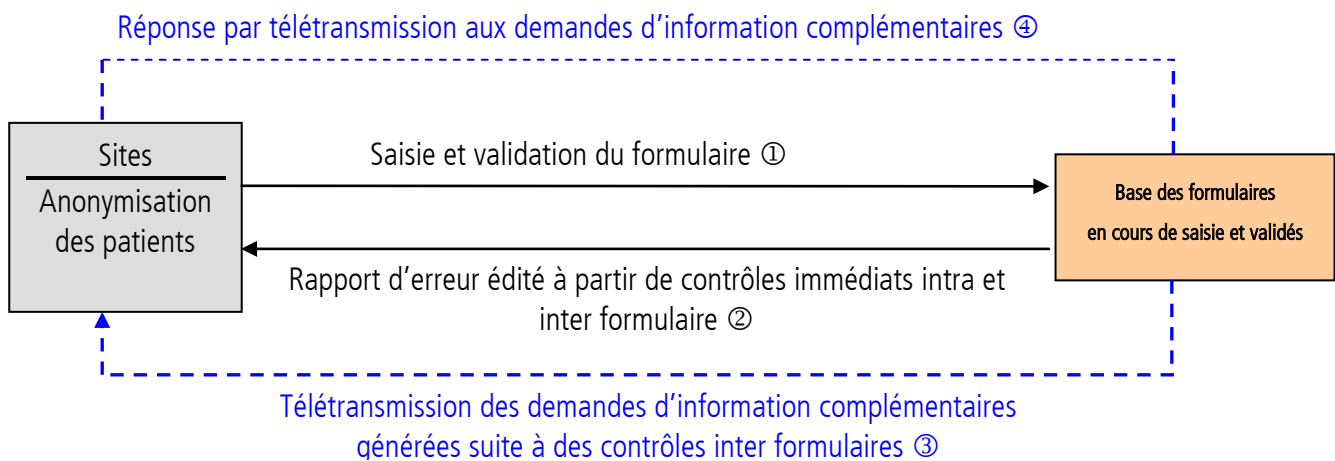 Réponse par télétransmission aux demandes d’information complémentaires ④
Sites
Anonymisation
des patients
Saisie et validation du formulaire ①
Base des formulaires
en cours de saisie et validés
Rapport d’erreur édité à partir de contrôles immédiats intra et
inter formulaire ②
Télétransmission des demandes d’information complémentaires
générées suite à des contrôles inter formulaires ③